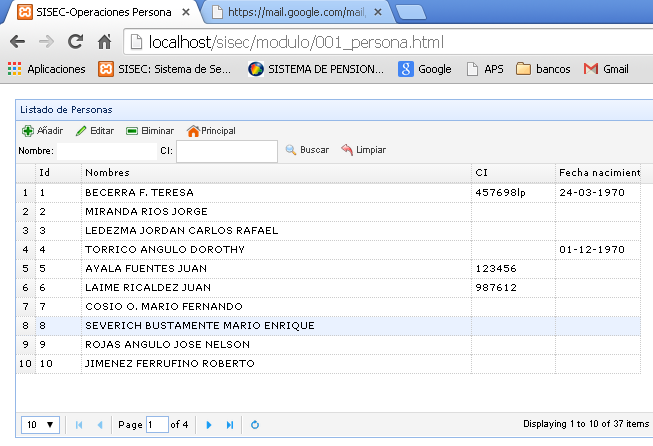 SISEC-Operaciones Persona
https://mail.google.com/mail
localhost/sisec/modulo/001_persona.html
Aplicaciones SISEC: Sistema de Se... SISTEMA DE PENSION... Google APS bancos Gmail
Listado de Personas
Añadir Editar Eliminar Principal
Nombre: CI: Buscar Limpiar
Id Nombres CI Fecha nacimient
1 1 BECERRA F. TERESA 457698lp 24-03-1970
2 2 MIRANDA RIOS JORGE
3 3 LEDEZMA JORDAN CARLOS RAFAEL
4 4 TORRICO ANGULO DOROTHY 01-12-1970
5 5 AYALA FUENTES JUAN 123456
6 6 LAIME RICALDEZ JUAN 987612
7 7 COSIO O. MARIO FERNANDO
8 8 SEVERICH BUSTAMENTE MARIO ENRIQUE
9 9 ROJAS ANGULO JOSE NELSON
10 10 JIMENEZ FERRUFINO ROBERTO
10 Page 1 of 4 Displaying 1 to 10 of 37 items